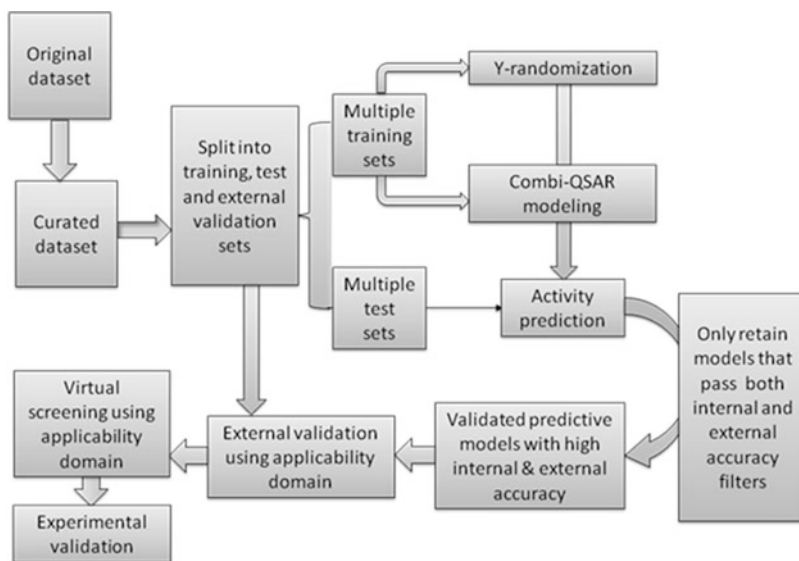 Original
dataset
Curated
dataset
Split into
training, test
and external
validation
sets
Multiple
training
sets
Multiple
test
sets
Y-randomization
Combi-QSAR
modeling
Activity
prediction
Only retain
models that
pass both
internal and
external
accuracy
filters
Validated predictive
models with high
internal & external
accuracy
External validation
using applicability
domain
Virtual
screening using
applicability
domain
Experimental
validation